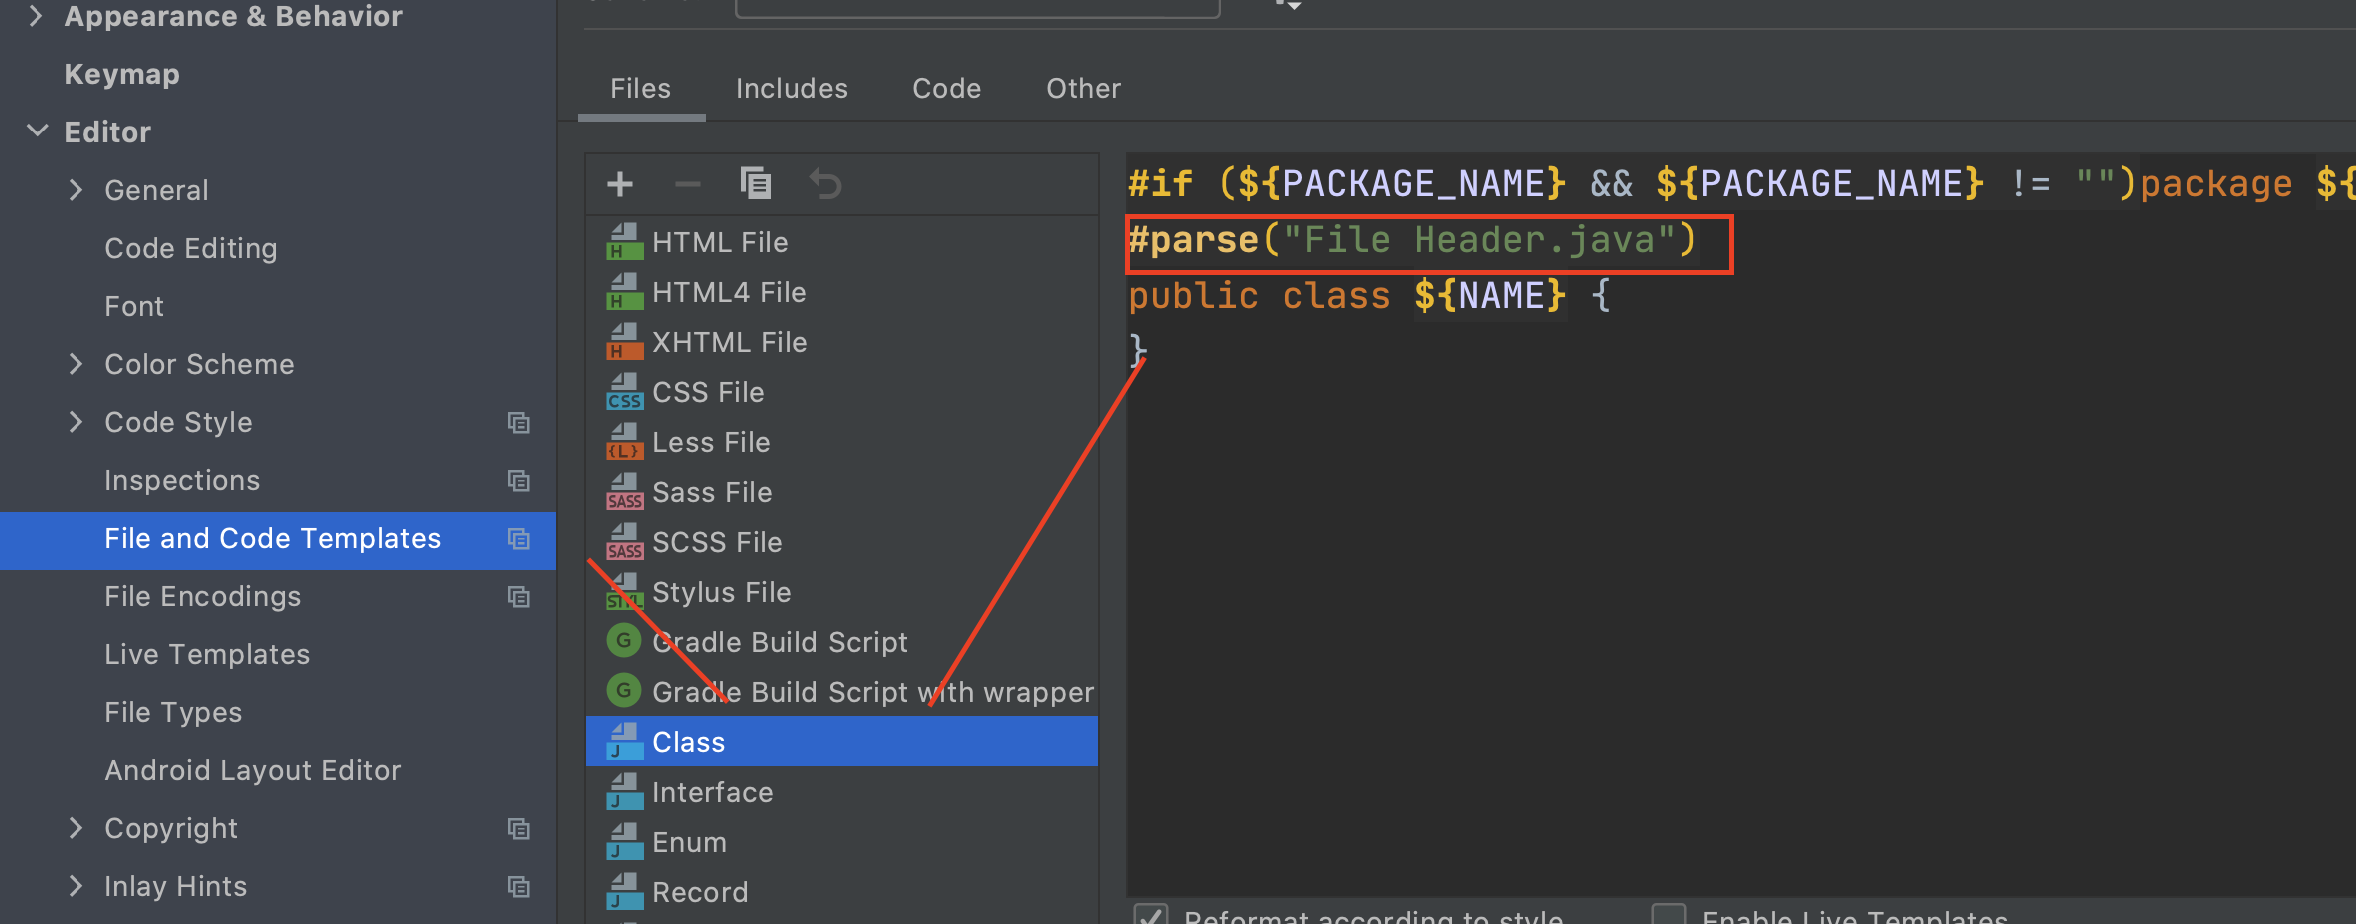 Appearance & Behavior
Keymap
Editor
General
Code Editing
Font
Color Scheme
Code Style
Inspections
File and Code Templates
File Encodings
Live Templates
File Types
Android Layout Editor
Copyright
Inlay Hints
Files Includes Code Other
HTML File
HTML4 File
XHTML File
CSS File
Less File
Sass File
SCSS File
Stylus File
Gradle Build Script
Gradle Build Script with wrapper
Class
Interface
Enum
Record
#if (${PACKAGE_NAME} && ${PACKAGE_NAME} != "")package ${
#parse("File Header.java")
public class ${NAME} {
}
Reformat according to style Enable Live Templates